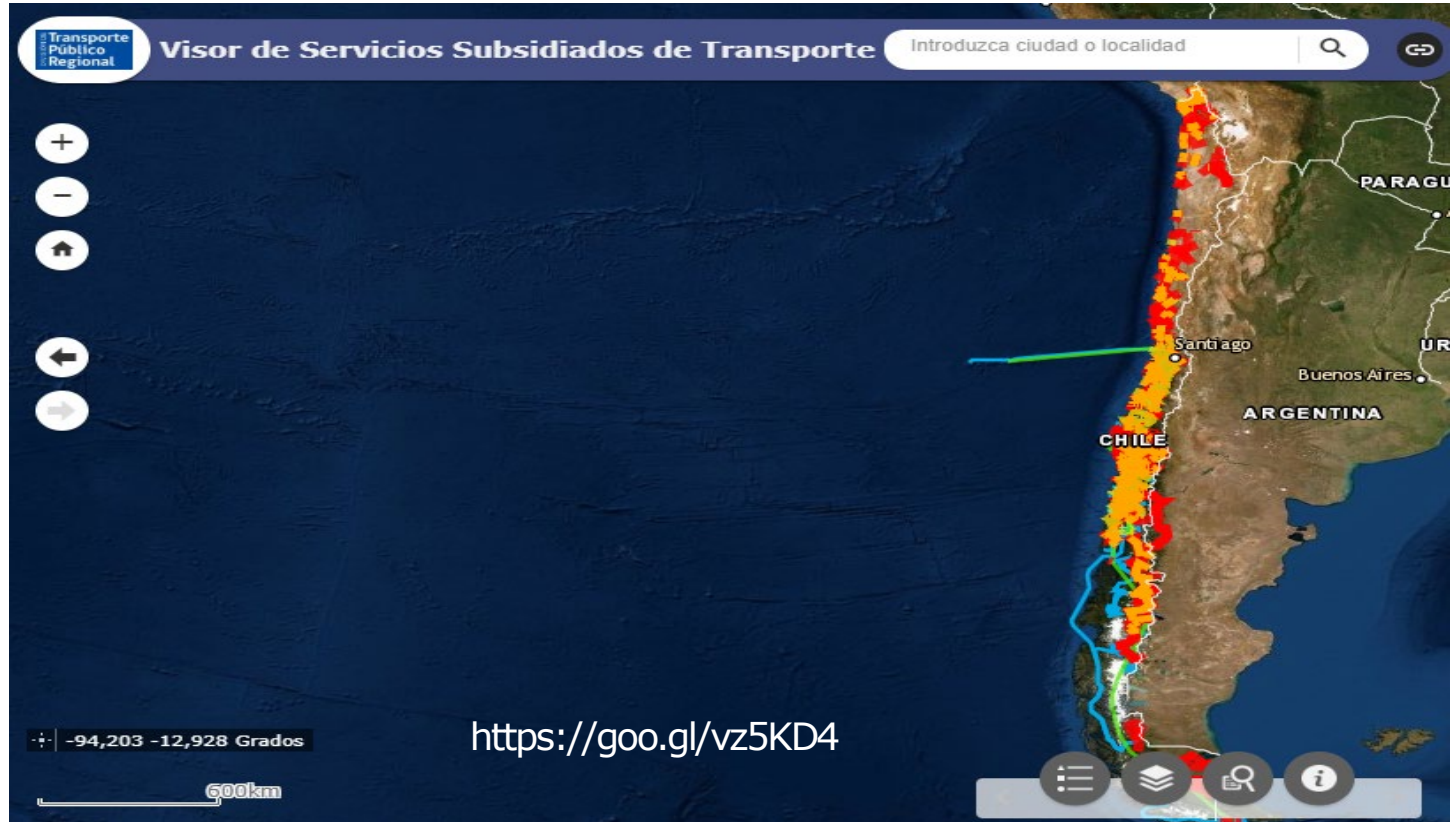 Transporte
Público
Regional
Visor de Servicios Subsidiados de Transporte
Introduzca ciudad o localidad
PARAGU
Santiago
UR
Buenos Aires
ARGENTINA
CHILE
-94,203 -12,928 Grados
https://goo.gl/vz5KD4
600km